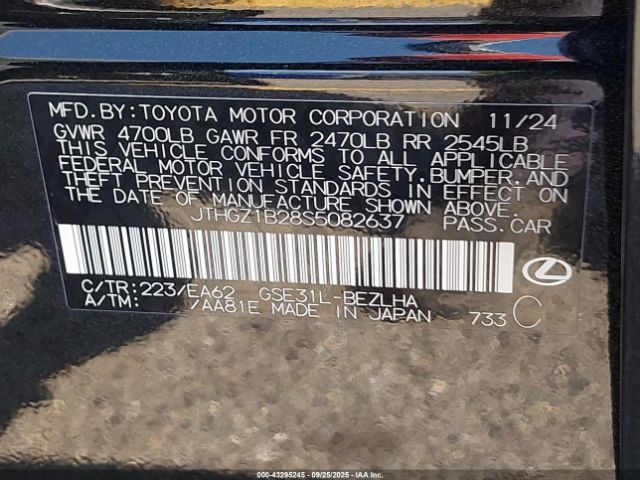 MFD.BY:TOYOTA MOTOR CORPORATION 11/24
GVWR 4700LB GAWR FR 2470LB RR 2545LB
THIS VEHICLE CONFORMS TO ALL APPLICABLE
FEDERAL MOTOR VEHICLE SAFETY,BUMPER, AND
THEFT PREVENTION STANDARDS IN EFFECT ON
THE DATE OF MANUFACTURE SHOWN ABOVE.
JTHGZ1B28S5082637 PASS.CAR
C/TR:223/EA62 GSE31L-BEZLHA
A/TM: /AA81E MADE IN JAPAN 733 C
000-43295245 - 09/25/2025 - IAAI, Inc.